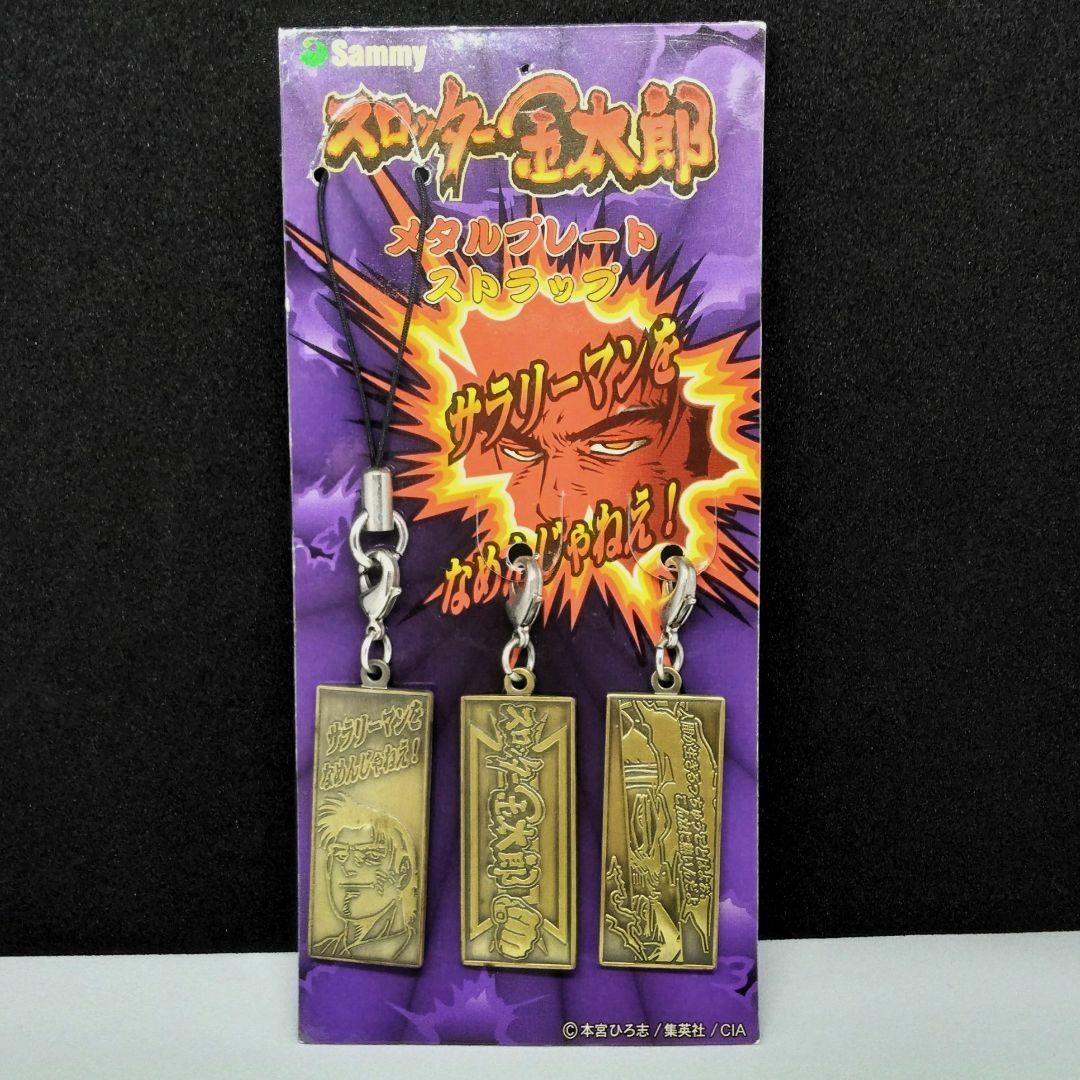 Sammy
スロッター金太郎
メタルプレート
ストラップ
サラリーマンを
なめんじゃねえ!
サラリーマンを
なめんじゃねえ!
スロッター金太郎
©本宮ひろ志/集英社/CIA